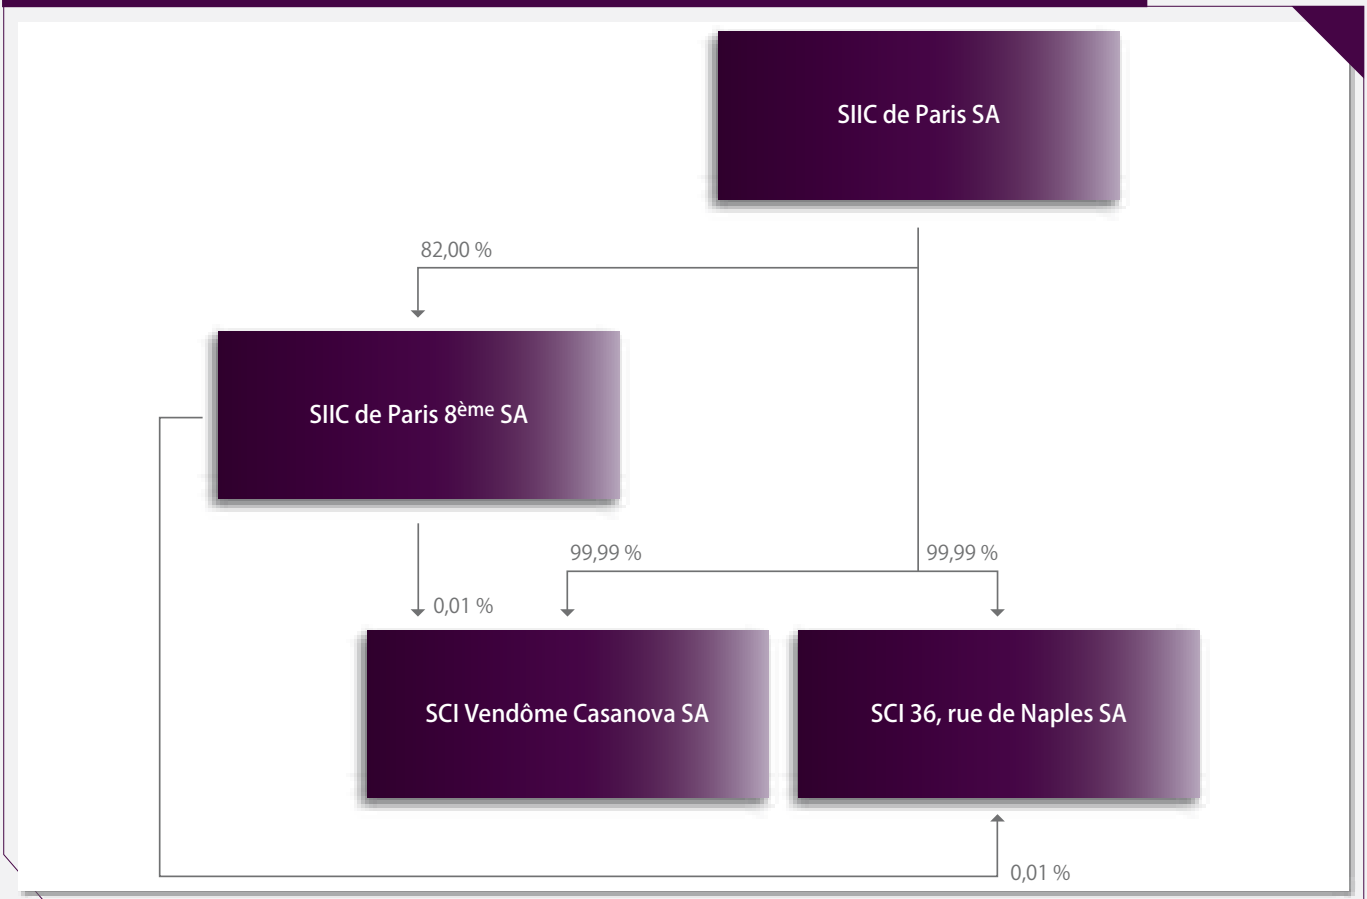 SIIC de Paris SA
82,00 %
SIIC de Paris 8ème SA
99,99 %
99,99 %
0,01 %
SCI Vendôme Casanova SA
SCI 36, rue de Naples SA
0,01 %